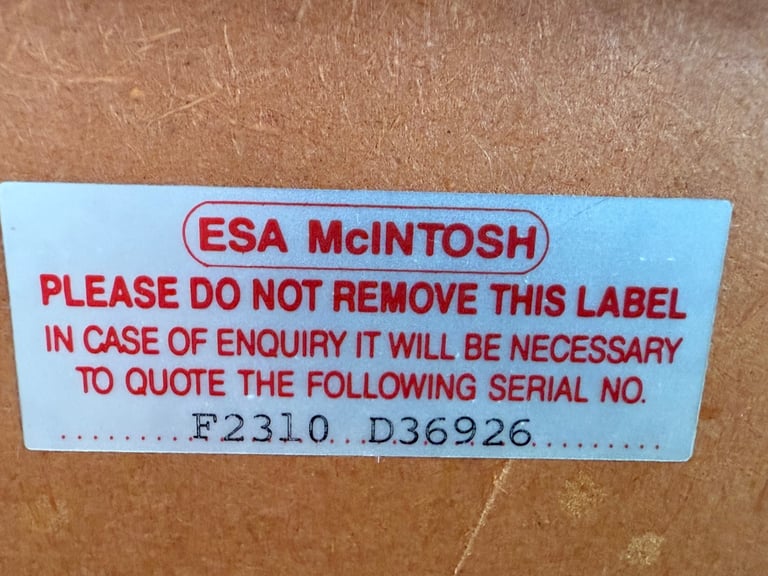 ESA McINTOSH
PLEASE DO NOT REMOVE THIS LABEL
IN CASE OF ENQUIRY IT WILL BE NECESSARY
TO QUOTE THE FOLLOWING SERIAL NO.
..........F2310...D36926..........